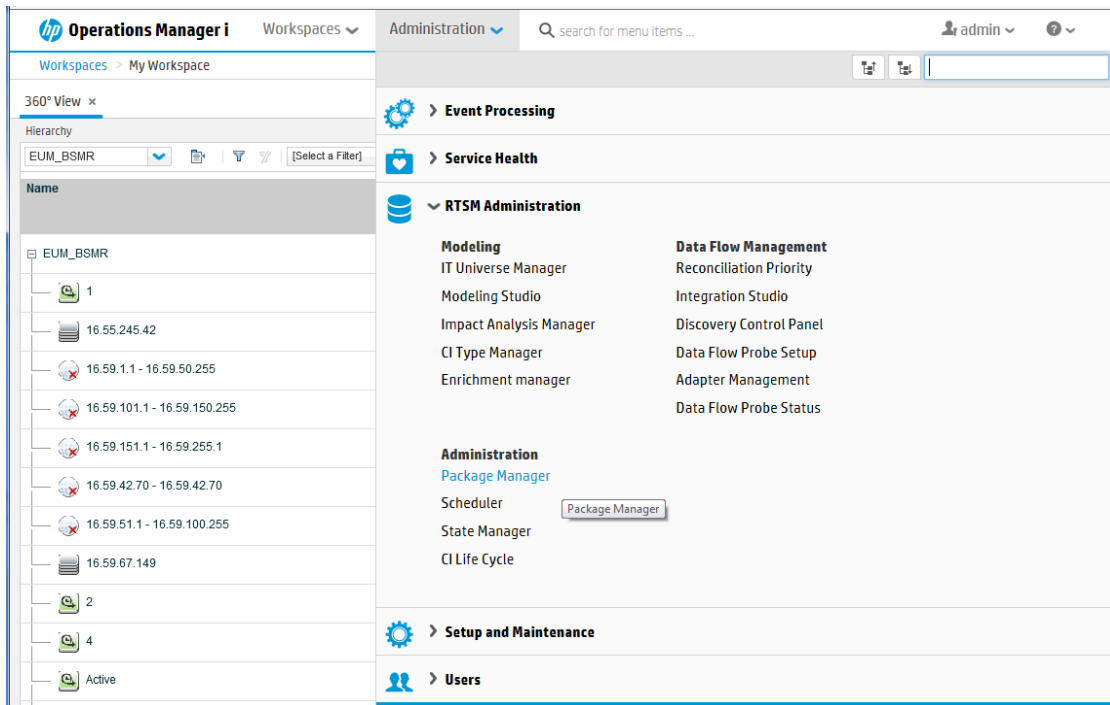 hp Operations Manager i Workspaces Administration search for menu items ... admin ?
Workspaces > My Workspace
360° View ×
Hierarchy
EUM_BSMR [Select a Filter]
Name
EUM_BSMR
1
16.55.245.42
16.59.1.1 - 16.59.50.255
16.59.101.1 - 16.59.150.255
16.59.151.1 - 16.59.255.1
16.59.42.70 - 16.59.42.70
16.59.51.1 - 16.59.100.255
16.59.67.149
2
4
Active
Event Processing
Service Health
RTSM Administration
Modeling
IT Universe Manager
Modeling Studio
Impact Analysis Manager
CI Type Manager
Enrichment manager
Data Flow Management
Reconciliation Priority
Integration Studio
Discovery Control Panel
Data Flow Probe Setup
Adapter Management
Data Flow Probe Status
Administration
Package Manager
Scheduler
Package Manager
State Manager
CI Life Cycle
Setup and Maintenance
Users